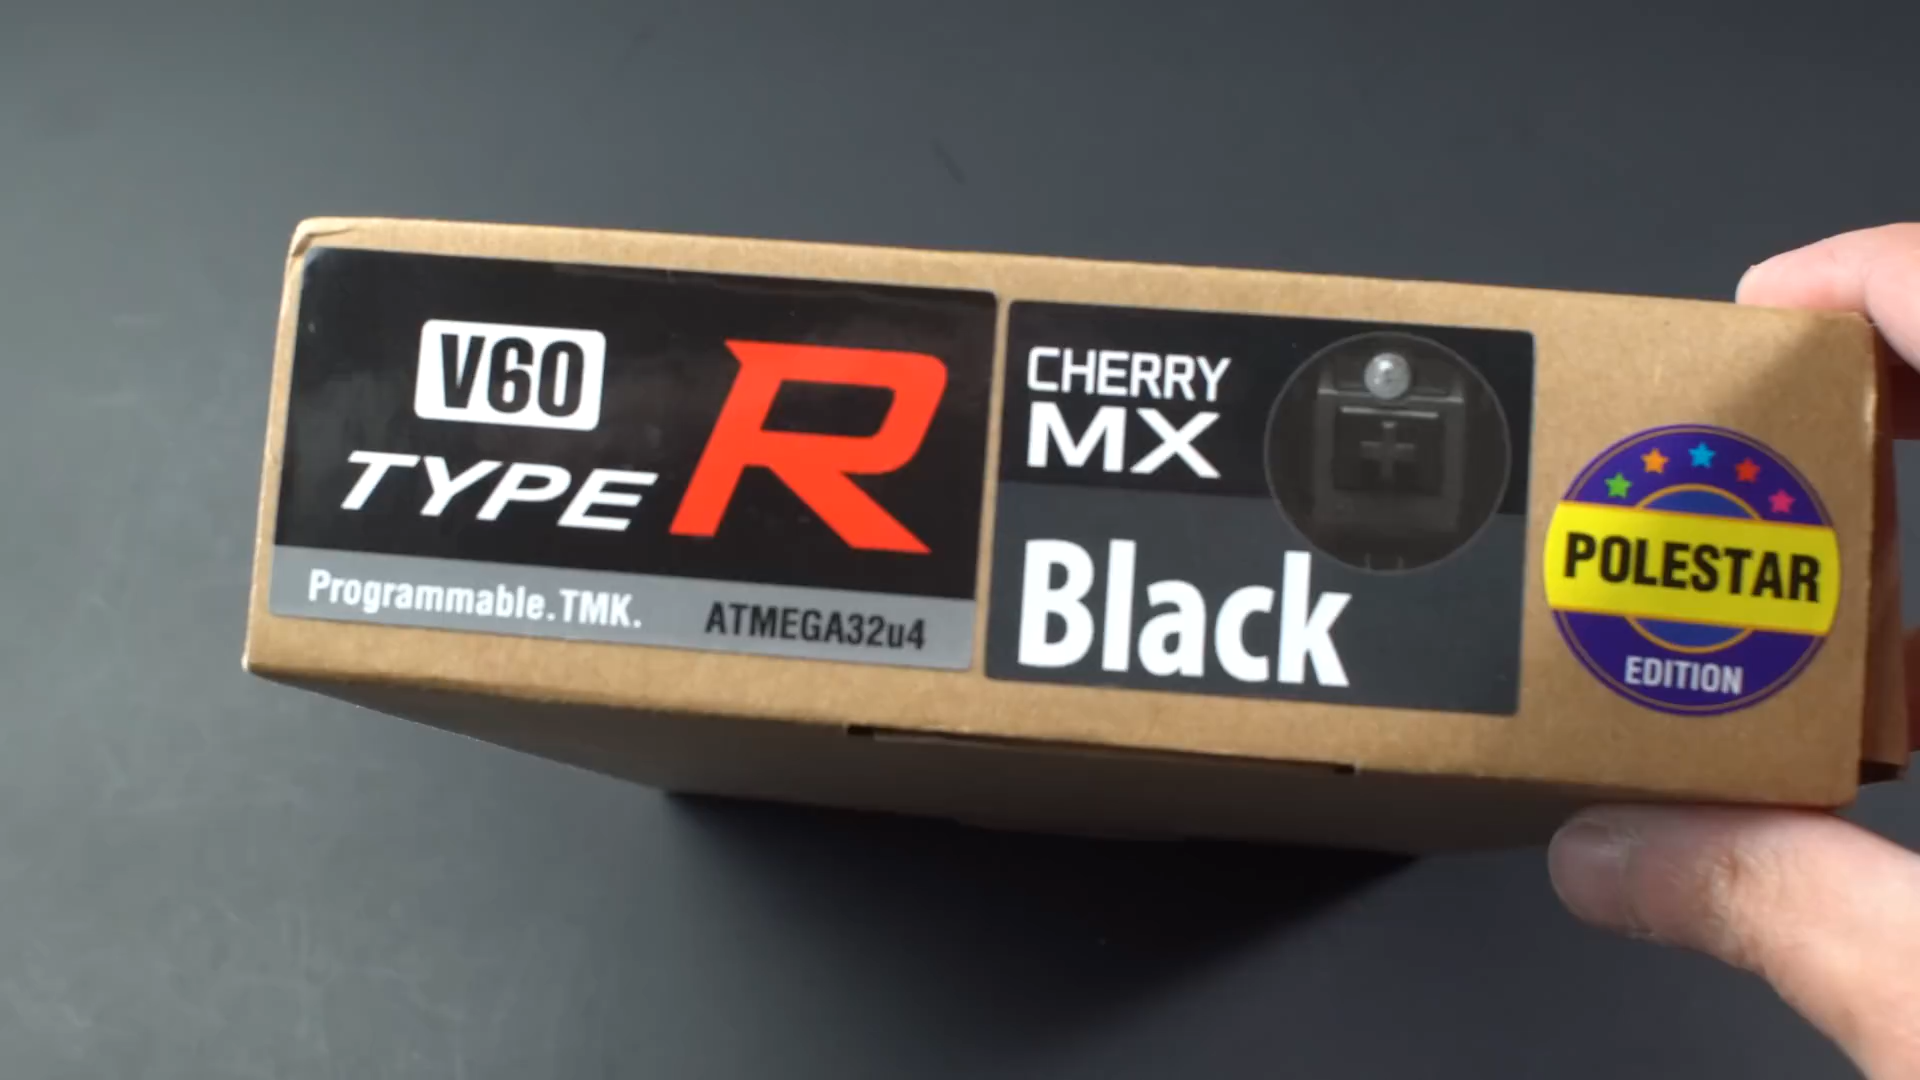 V60
TYPE R
Programmable.TMK. ATMEGA32u4
CHERRY
MX
Black
POLESTAR
EDITION